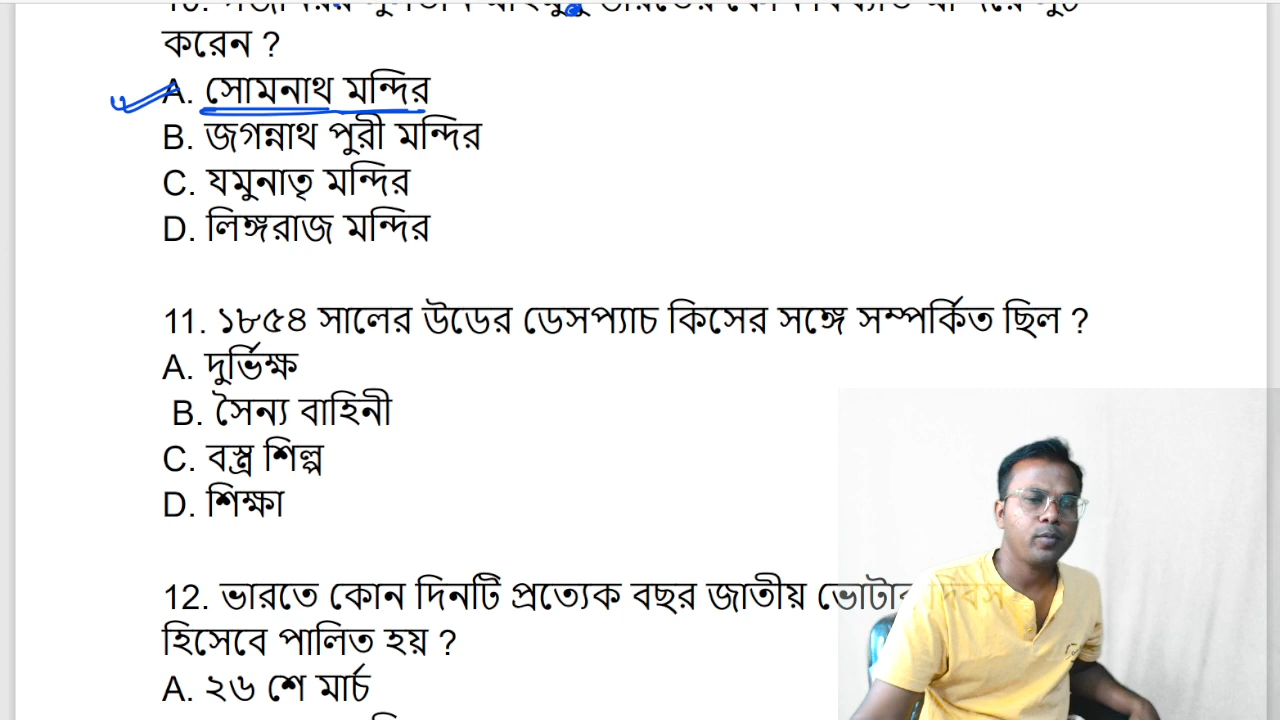 করেন ?
A. সোমনাথ মন্দির
B. জগন্নাথ পুরী মন্দির
C. যমুনাতৃ মন্দির
D. লিঙ্গরাজ মন্দির
11. ১৮৫৪ সালের উডের ডেসপ্যাচ কিসের সঙ্গে সম্পর্কিত ছিল ?
A. দুর্ভিক্ষ
B. সৈন্য বাহিনী
C. বস্ত্র শিল্প
D. শিক্ষা
12. ভারতে কোন দিনটি প্রত্যেক বছর জাতীয় ভোটার দিবস
হিসেবে পালিত হয় ?
A. ২৬ শে মার্চ